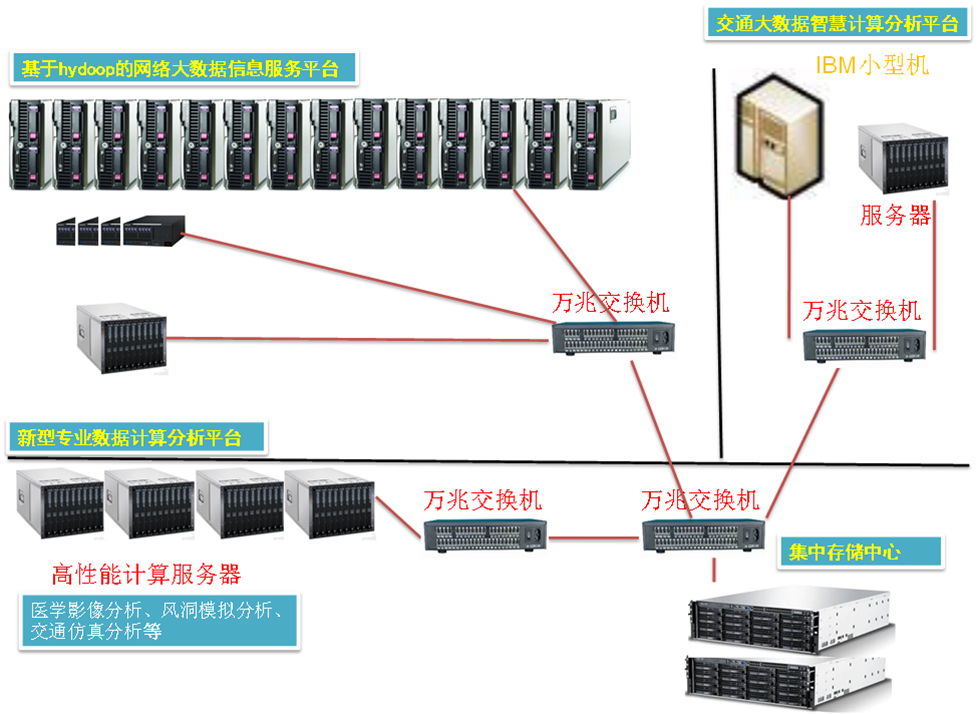 交通大数据智慧计算分析平台
IBM小型机
基于hydoop的网络大数据信息服务平台
服务器
万兆交换机
万兆交换机
新型专业数据计算分析平台
万兆交换机
万兆交换机
集中存储中心
高性能计算服务器
医学影像分析、风洞模拟分析、
交通仿真分析等